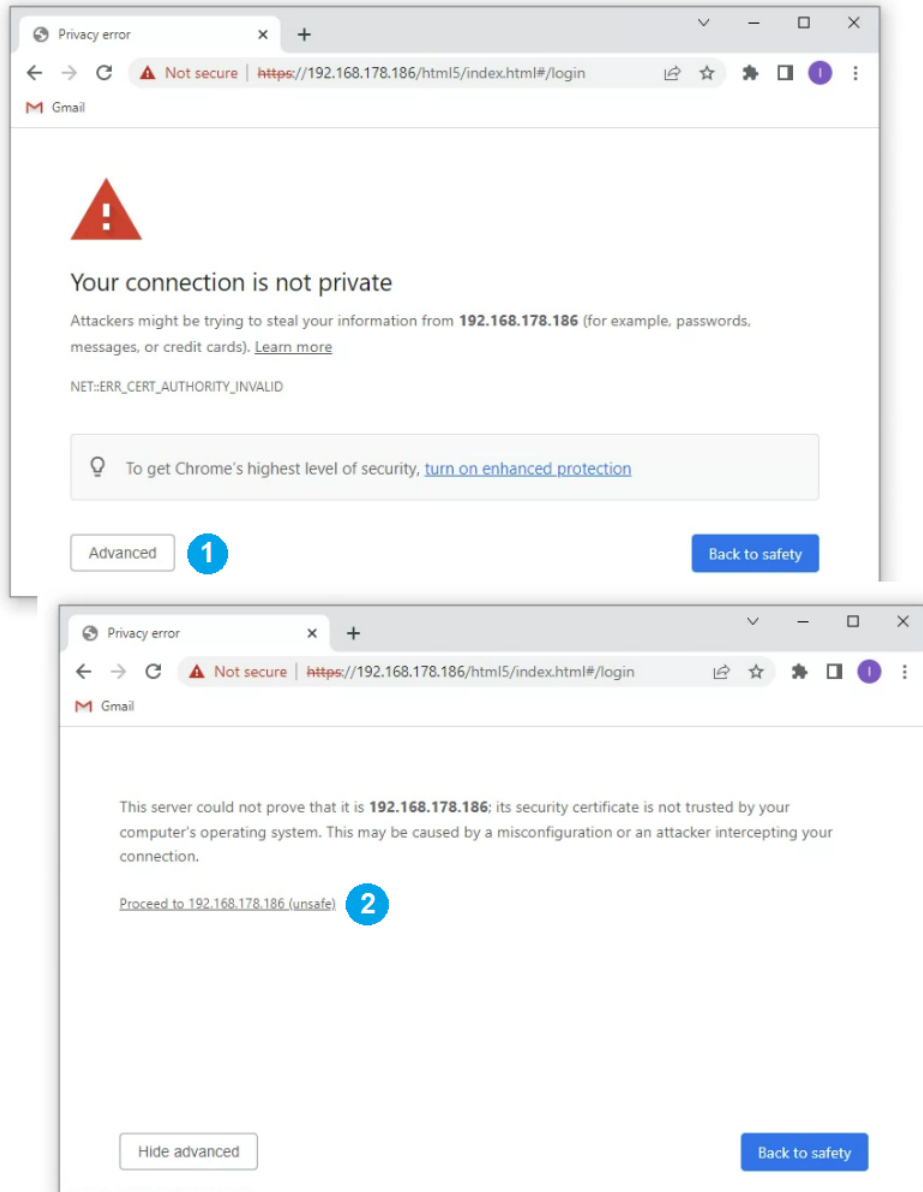 Privacy error
Not secure https://192.168.178.186/html5/index.html#/login I
Gmail
Your connection is not private
Attackers might be trying to steal your information from 192.168.178.186 (for example, passwords,
messages, or credit cards). Learn more
NET::ERR_CERT_AUTHORITY_INVALID
To get Chrome's highest level of security, turn on enhanced protection
Advanced 1 Back to safety
Privacy error
Not secure https://192.168.178.186/html5/index.html#/login I
Gmail
This server could not prove that it is 192.168.178.186; its security certificate is not trusted by your
computer's operating system. This may be caused by a misconfiguration or an attacker intercepting your
connection.
Proceed to 192.168.178.186 (unsafe) 2
Hide advanced Back to safety